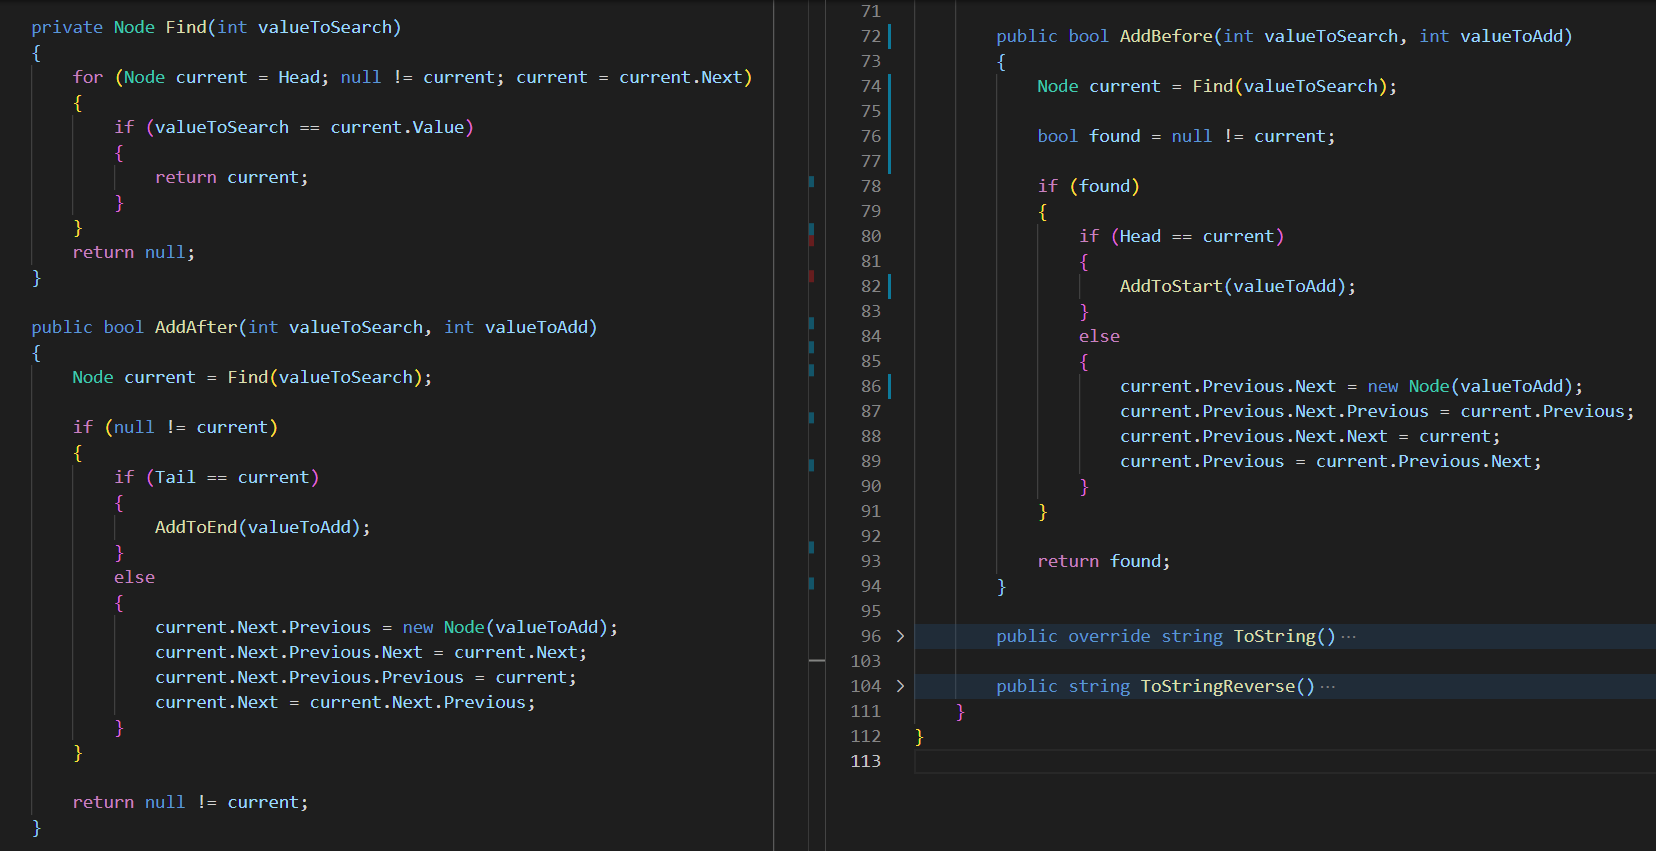 private Node Find(int valueToSearch)
{
for (Node current = Head; null != current; current = current.Next)
{
if (valueToSearch == current.Value)
{
return current;
}
}
return null;
}
public bool AddAfter(int valueToSearch, int valueToAdd)
{
Node current = Find(valueToSearch);
if (null != current)
{
if (Tail == current)
{
AddToEnd(valueToAdd);
}
else
{
current.Next.Previous = new Node(valueToAdd);
current.Next.Previous.Next = current.Next;
current.Next.Previous.Previous = current;
current.Next = current.Next.Previous;
}
}
return null != current;
}
71
72 public bool AddBefore(int valueToSearch, int valueToAdd)
73 {
74 Node current = Find(valueToSearch);
75
76 bool found = null != current;
77
78 if (found)
79 {
80 if (Head == current)
81 {
82 AddToStart(valueToAdd);
83 }
84 else
85 {
86 current.Previous.Next = new Node(valueToAdd);
87 current.Previous.Next.Previous = current.Previous;
88 current.Previous.Next.Next = current;
89 current.Previous = current.Previous.Next;
90 }
91 }
92
93 return found;
94 }
95
96 public override string ToString() ···
103
104 public string ToStringReverse() ···
111 }
112 }
113